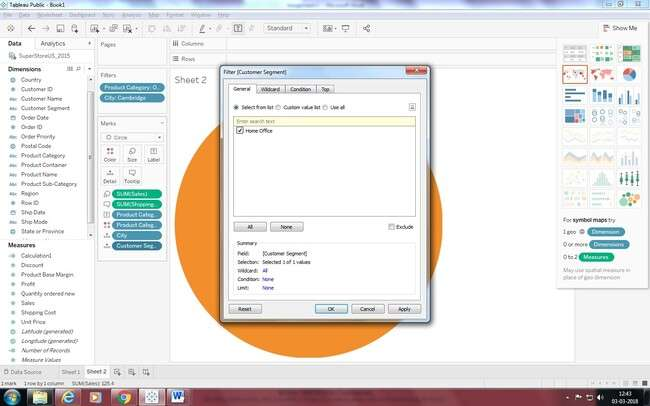 Tableau Public - Book1
File Data Worksheet Dashboard Story Analysis Map Format Window Help
Standard
Show Me
Data Analytics
Pages
Columns
Rows
SuperStoreUS_2015
Dimensions
Country
Customer ID
Customer Name
Customer Segment
Order Date
Order ID
Order Priority
Postal Code
Product Category
Product Container
Product Name
Product Sub-Category
Region
Row ID
Ship Date
Ship Mode
State or Province
Measures
Calculation1
Discount
Product Base Margin
Profit
Quantity ordered new
Sales
Shipping Cost
Unit Price
Latitude (generated)
Longitude (generated)
Number of Records
Measure Values
Filters
Product Category: O..
City: Cambridge
Marks
Circle
Color Size Label
Detail Tooltip
SUM(Sales)
SUM(Shipping..
Product Categ..
Product Categ..
City
Customer Seg..
Sheet 2
Filter [Customer Segment]
General Wildcard Condition Top
Select from list Custom value list Use all
Enter search text
Home Office
All None Exclude
Summary
Field: [Customer Segment]
Selection: Selected 1 of 1 values
Wildcard: All
Condition: None
Limit: None
Reset OK Cancel Apply
For symbol maps try
1 geo Dimension
0 or more Dimensions
0 to 2 Measures
May use spatial measure in
place of geo dimension
Data Source Sheet 1 Sheet 2
1 mark 1 row by 1 column SUM(Sales): 125.4
12:43
03-03-2018